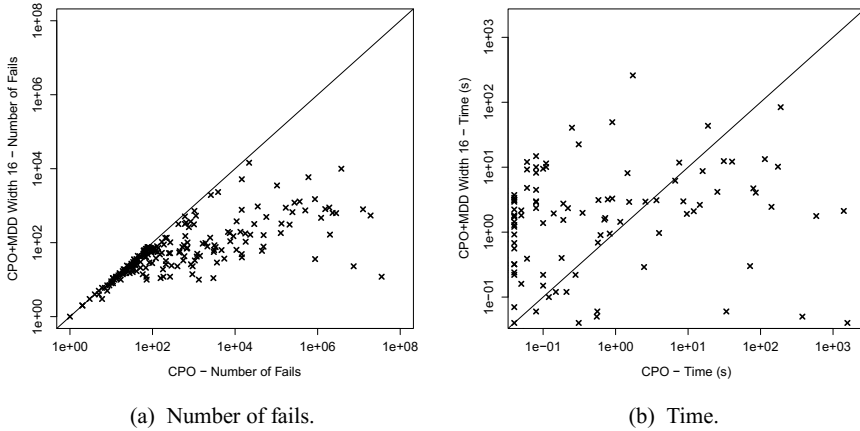 CPO+MDD Width 16 − Number of Fails
1e+08
1e+06
1e+04
1e+02
1e+00
1e+00 1e+02 1e+04 1e+06 1e+08
CPO − Number of Fails
(a) Number of fails.
CPO+MDD Width 16 − Time (s)
1e+03
1e+02
1e+01
1e+00
1e−01
1e−01 1e+00 1e+01 1e+02 1e+03
CPO − Time (s)
(b) Time.